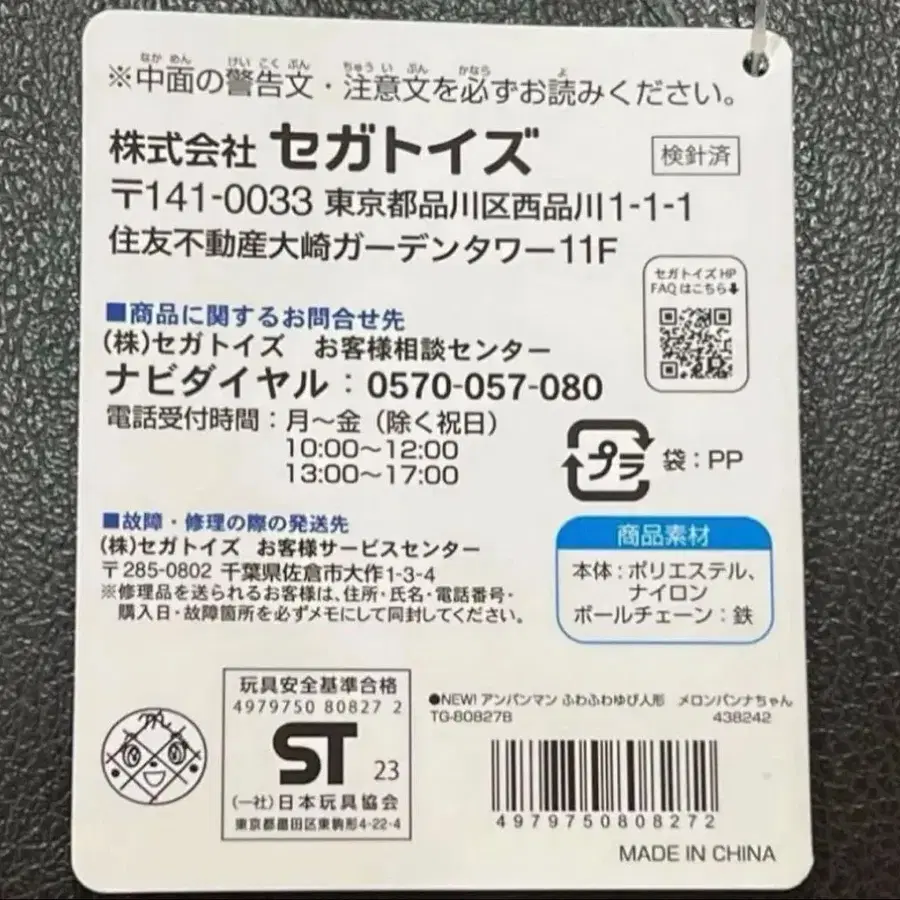 ※中面の警告文・注意文を必ずお読みください。
株式会社 セガトイズ
検針済
〒141-0033 東京都品川区西品川1-1-1
住友不動産大崎ガーデンタワー11F
セガトイズHP
FAQはこちら⬇
■商品に関するお問合せ先
(株)セガトイズ お客様相談センター
ナビダイヤル：0570-057-080
電話受付時間：月～金（除く祝日）
10:00～12:00
13:00～17:00
プラ 袋：PP
■故障・修理の際の発送先
(株)セガトイズ お客様サービスセンター
〒285-0802 千葉県佐倉市大作1-3-4
※修理品を送られるお客様は、住所・氏名・電話番号・
購入日・故障箇所を必ずメモにして同封してください。
商品素材
本体：ポリエステル、
ナイロン
ボールチェーン：鉄
玩具安全基準合格
4979750 80827 2
ST 23
(一社)日本玩具協会
東京都墨田区東駒形4-22-4
●NEW! アンパンマン ふわふわゆび人形 メロンパンナちゃん
TG-80827B 438242
4979750808272
MADE IN CHINA